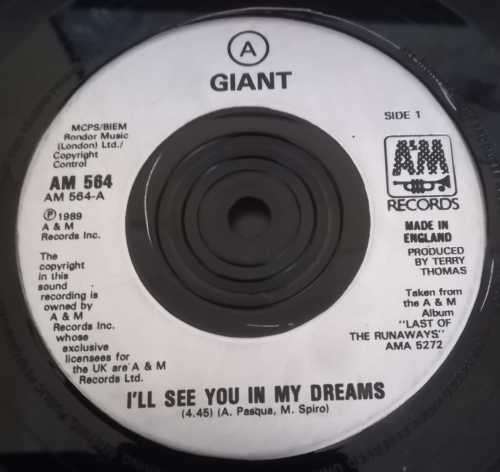 A
GIANT
MCPS/BIEM
Rondor Music
(London) Ltd./
Copyright
Control
AM 564
AM 564-A
Ⓟ1989
A & M
Records Inc.
The
copyright
in this
sound
recording is
owned by
A & M
Records Inc.
whose
exclusive
licensees for
the UK are A & M
Records Ltd.
SIDE 1
A&M
RECORDS
MADE IN
ENGLAND
PRODUCED
BY TERRY
THOMAS
Taken from
the A & M
Album
"LAST OF
THE RUNAWAYS"
AMA 5272
I'LL SEE YOU IN MY DREAMS
(4.45) (A. Pasqua, M. Spiro)